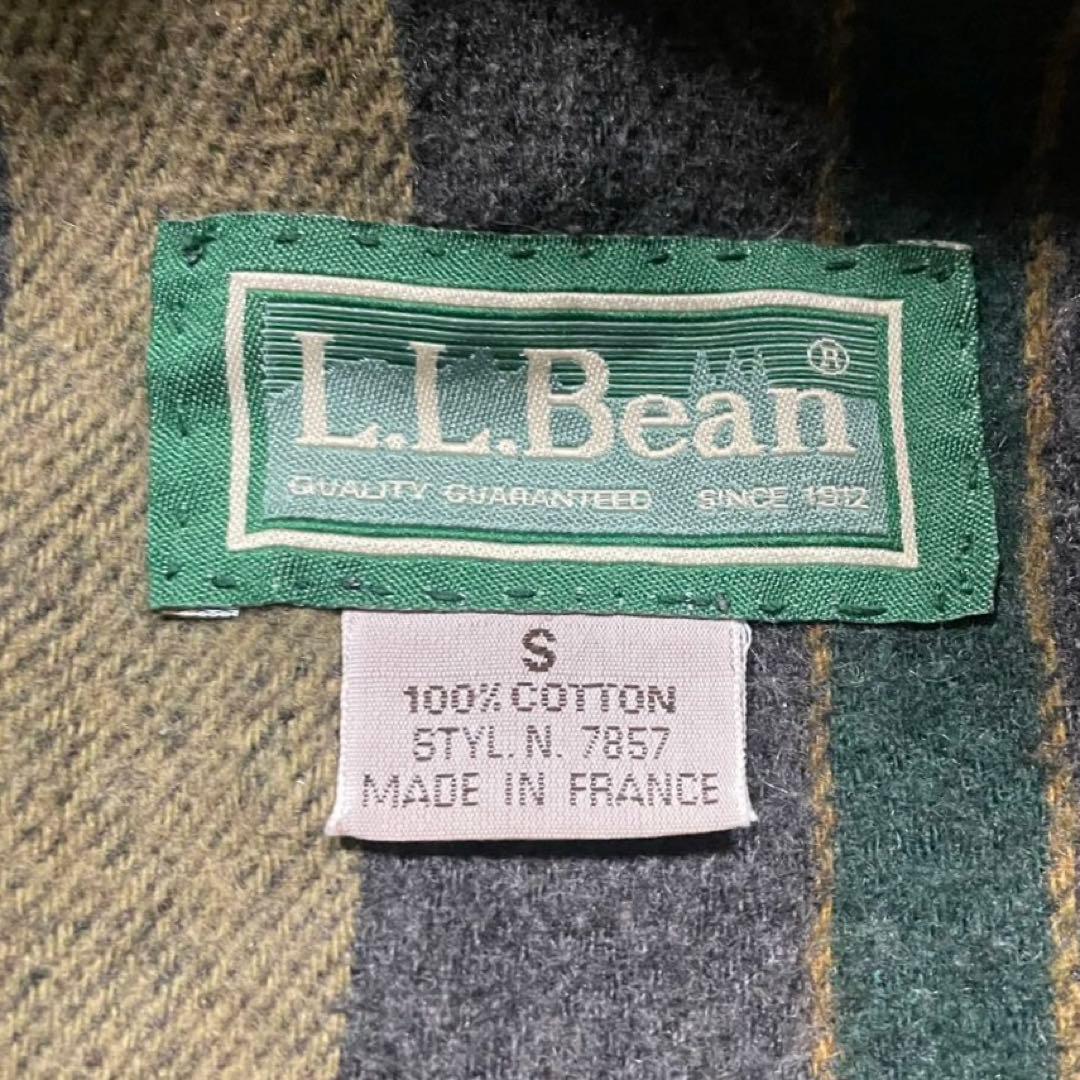 L.L.Bean®
QUALITY GUARANTEED SINCE 1912
S
100% COTTON
STYL. N. 7857
MADE IN FRANCE